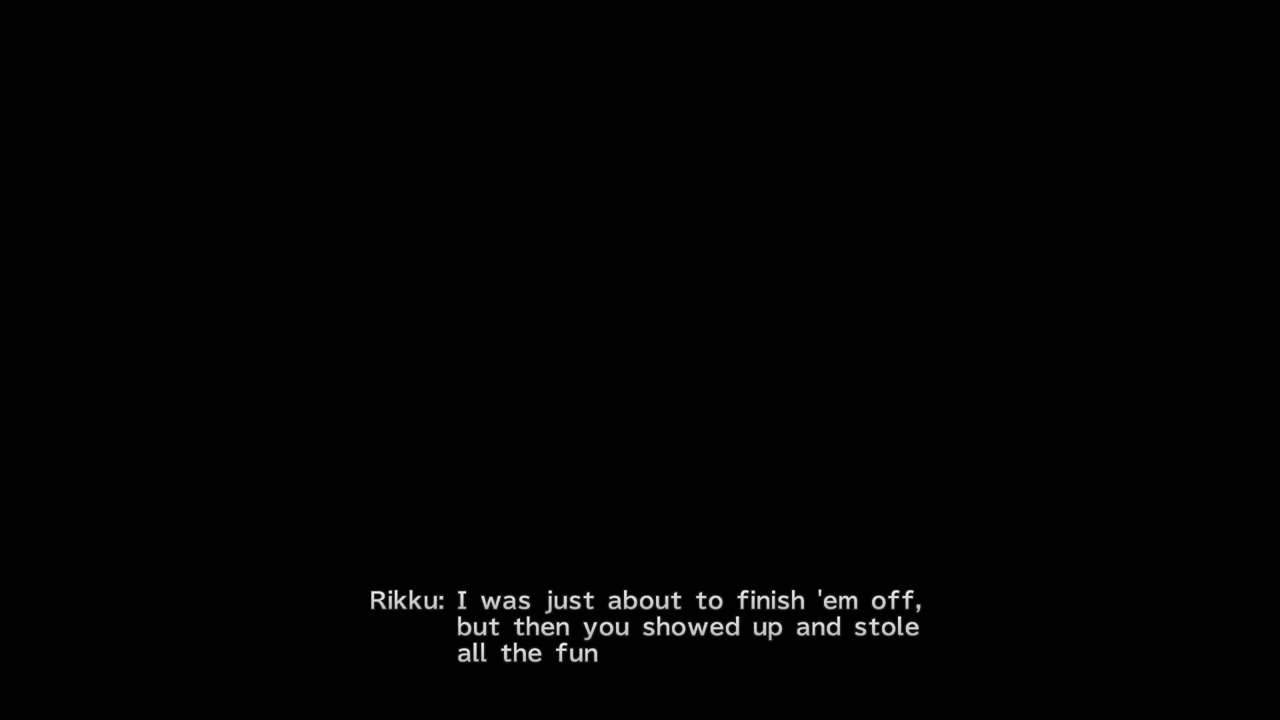 Rikku: I was just about to finish 'em off,
but then you showed up and stole
all the fun